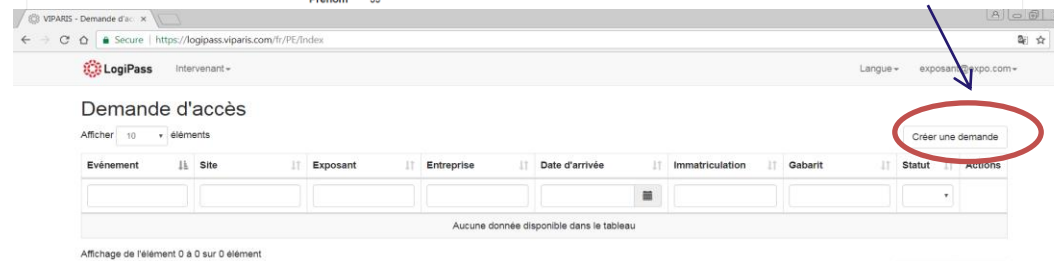 Prénom
VIPARIS - Demande d'ac
Secure | https://logipass.viparis.com/fr/PE/Index
LogiPass Intervenant Langue exposant@expo.com
Demande d'accès
Afficher 10 éléments
Créer une demande
Evénement Site Exposant Entreprise Date d'arrivée Immatriculation Gabarit Statut Actions
Aucune donnée disponible dans le tableau
Affichage de l'élément 0 à 0 sur 0 élément